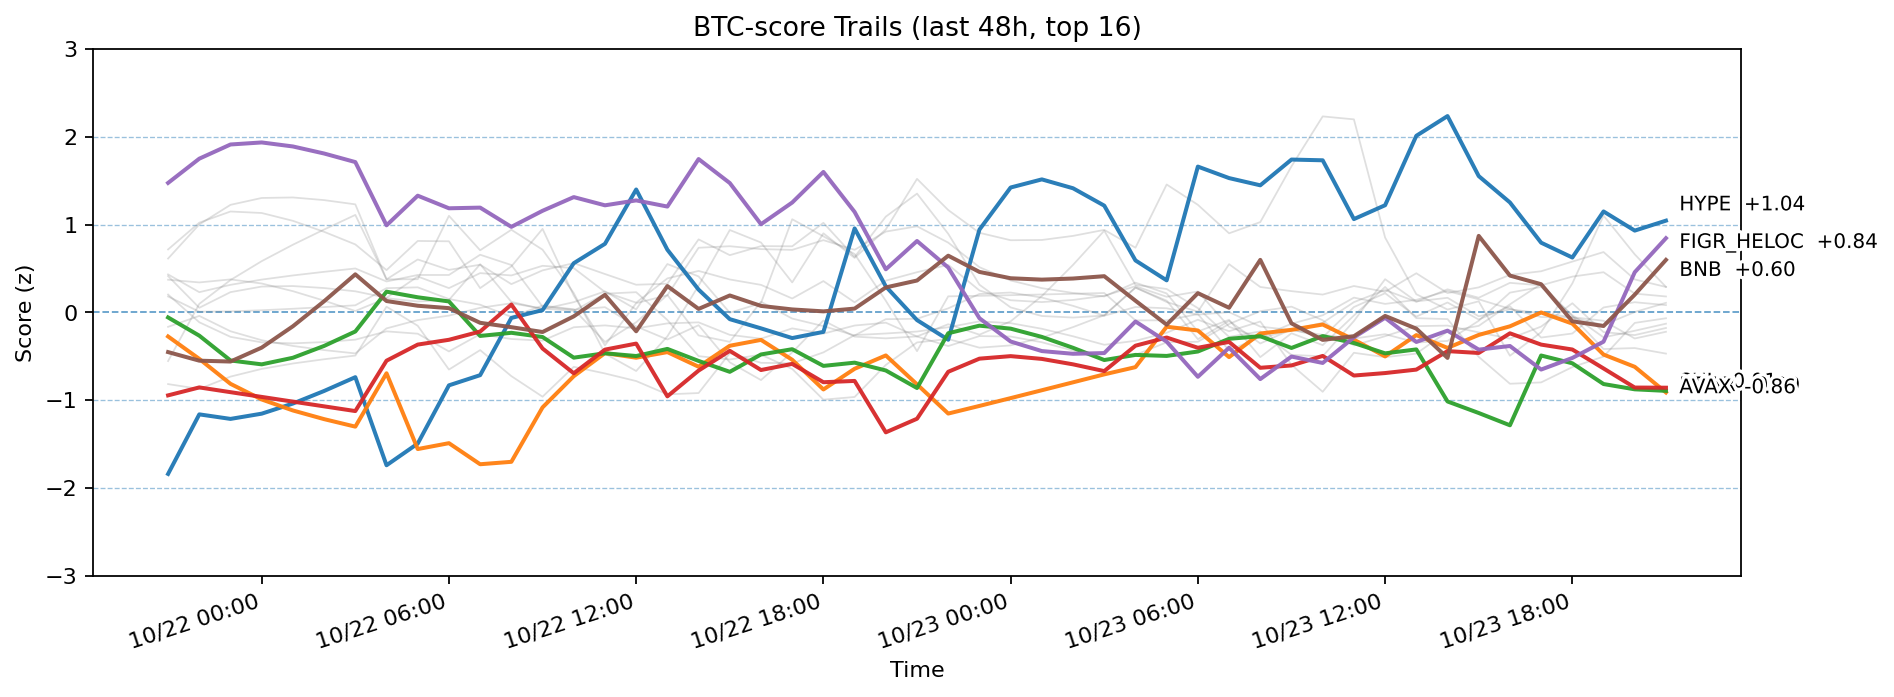 BTC-score Trails (last 48h, top 16)
Score (z)
3
2
1
0
−1
−2
−3
HYPE +1.04
FIGR_HELOC +0.84
BNB +0.60
AVAX -0.86
10/22 00:00
10/22 06:00
10/22 12:00
10/22 18:00
10/23 00:00
10/23 06:00
10/23 12:00
10/23 18:00
Time